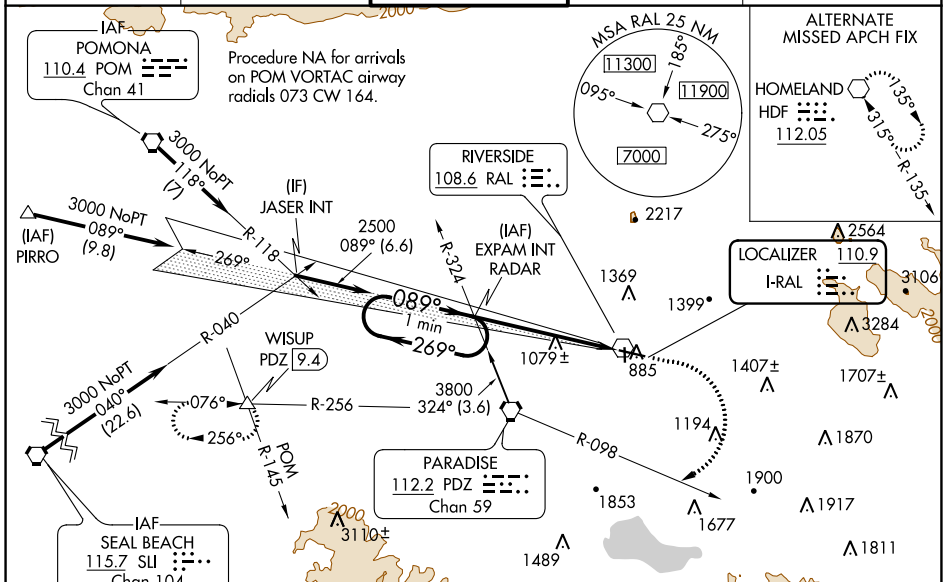 2000
IAF
POMONA
110.4 POM
Chan 41
Procedure NA for arrivals
on POM VORTAC airway
radials 073 CW 164.
MSA RAL 25 NM
11300
185°
11900
095°
275°
7000
ALTERNATE
MISSED APCH FIX
HOMELAND
HDF
112.05
135°
315°
R-135
3000 NoPT
118°
(7)
RIVERSIDE
108.6 RAL
(IF)
JASER INT
3000 NoPT
089°
(9.8)
(IAF)
PIRRO
R-118
269°
2500
089° (6.6)
R-324
(IAF)
EXPAM INT
RADAR
2217
2564
LOCALIZER 110.9
I-RAL
3106
2000
1369
1399
3284
089°
1 min
269°
R-040
WISUP
PDZ 9.4
1079±
885
1407±
1707±
3000 NoPT
040°
(22.6)
076°
256°
R-256
3800
324° (3.6)
POM
R-145
R-098
1194
1870
PARADISE
112.2 PDZ
Chan 59
1853
1900
1677
1917
2000
3110±
1489
1811
IAF
SEAL BEACH
115.7 SLI
Chan 104